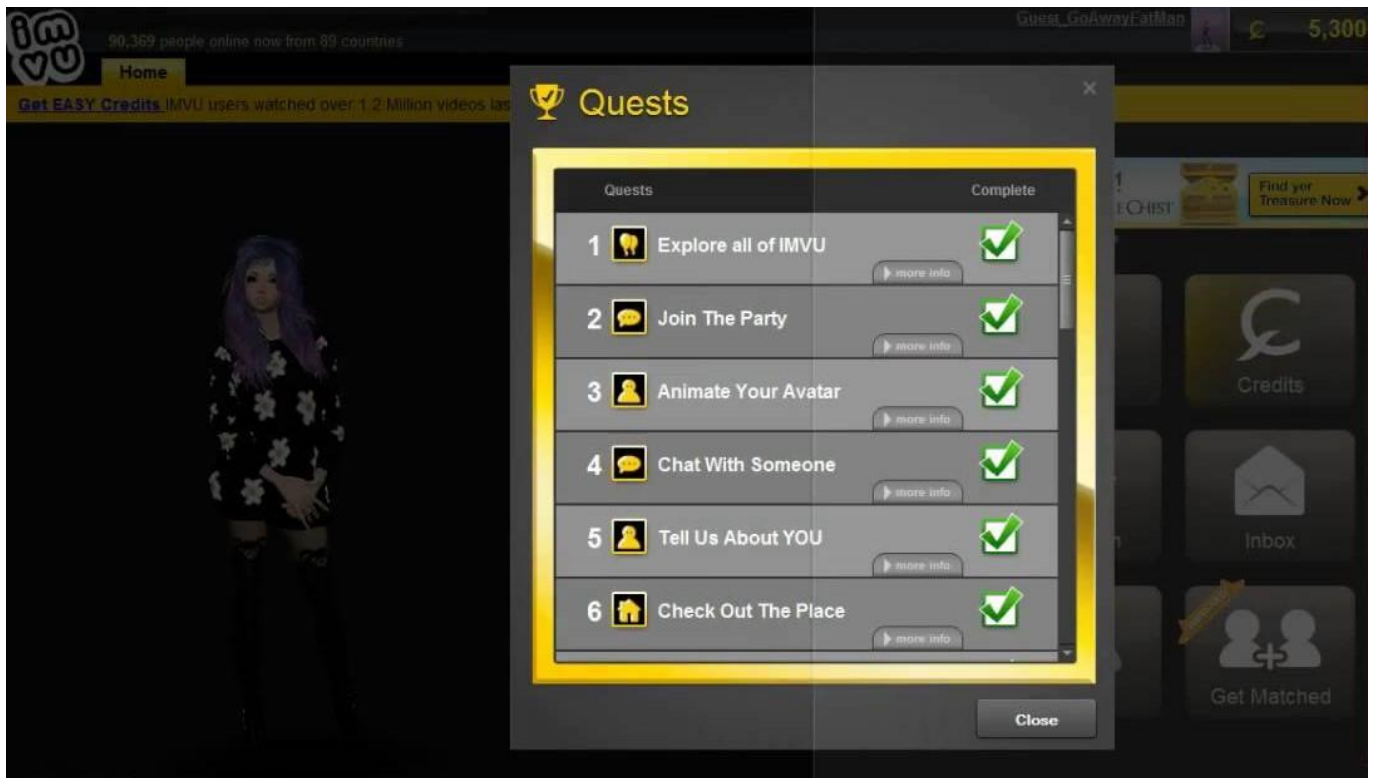 imvu
90,369 people online now from 89 countries
Guest_GoAwayFatMan
5,300
Home
Get EASY Credits IMVU users watched over 1.2 Million videos las
Quests
Quests Complete
1 Explore all of IMVU
more info
2 Join The Party
more info
3 Animate Your Avatar
more info
4 Chat With Someone
more info
5 Tell Us About YOU
more info
6 Check Out The Place
more info
Close
Find yer
Treasure Now
Credits
Inbox
Get Matched